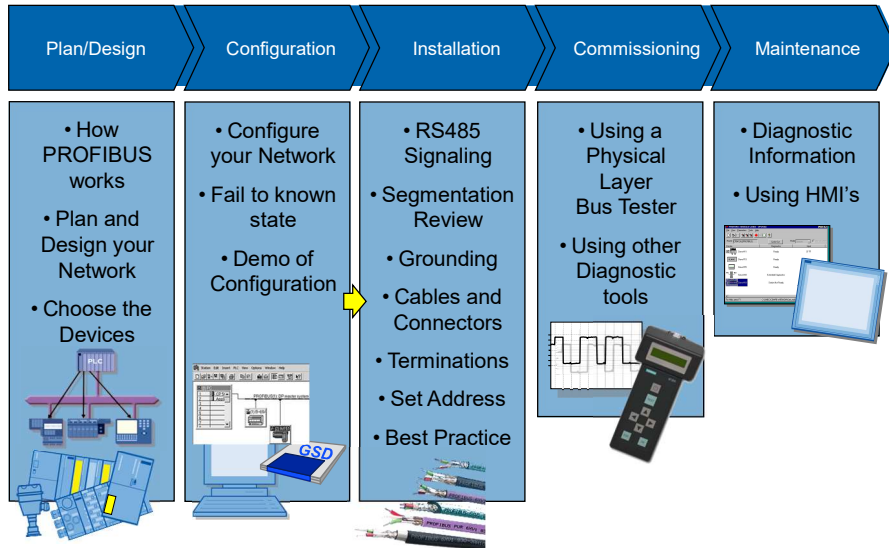 Plan/Design
Configuration
Installation
Commissioning
Maintenance
• How
PROFIBUS
works
• Plan and
Design your
Network
• Choose the
Devices
PLC
• Configure
your Network
• Fail to known
state
• Demo of
Configuration
GSD
• RS485
Signaling
• Segmentation
Review
• Grounding
• Cables and
Connectors
• Terminations
• Set Address
• Best Practice
• Using a
Physical
Layer
Bus Tester
• Using other
Diagnostic
tools
• Diagnostic
Information
• Using HMI's